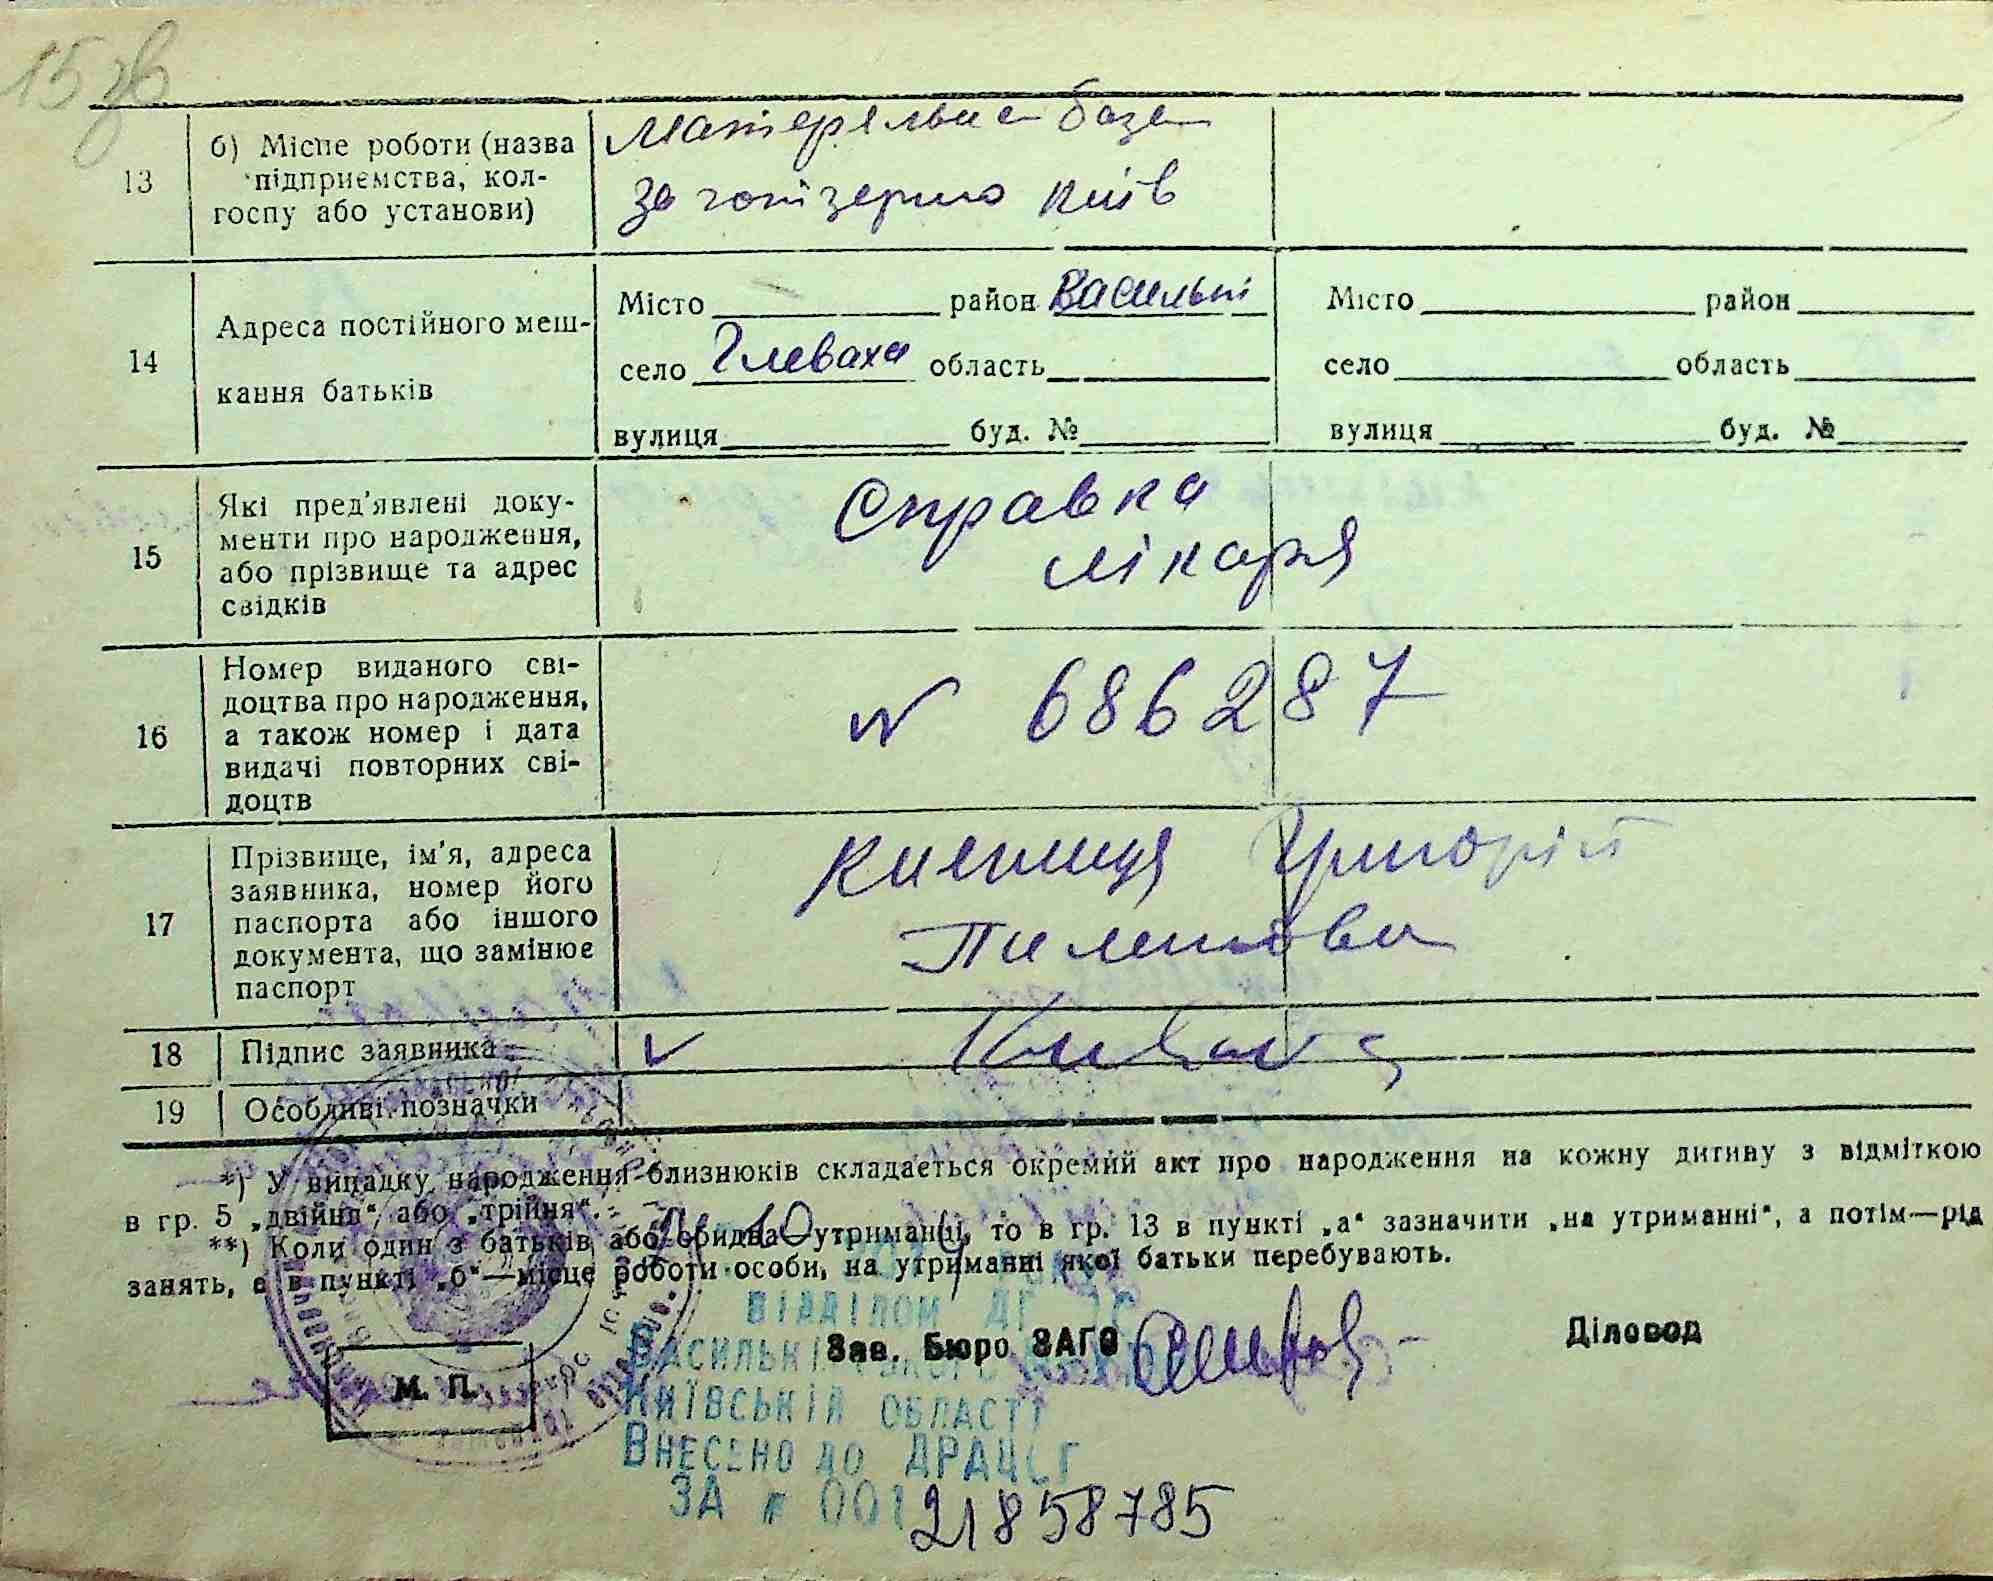 15зв
13
б) Місце роботи (назва
підприємства, кол-
госпу або установи)
Матеряльна база
Заготзерно Київ
14
Адреса постійного меш-
кання батьків
Місто район Васильк
село Глеваха область
вулиця буд. №
Місто район
село область
вулиця буд. №
15
Які пред'явлені доку-
менти про народження,
або прізвище та адрес
свідків
Справка
лікаря
16
Номер виданого сві-
доцтва про народження,
а також номер і дата
видачі повторних сві-
доцтв
№ 686287
17
Прізвище, ім'я, адреса
заявника, номер його
паспорта або іншого
документа, що замінює
паспорт
Григорій
18 Підпис заявника
19 Особливі позначки
*) У випадку народження близнюків складається окремий акт про народження на кожну дитину з відміткою
в гр. 5 „двійня“, або „трійня“.
**) Коли один з батьків або обидва утриманці, то в гр. 13 в пункті „а“ зазначити „на утриманні“, а потім—рід
занять, а в пункті „б“—місце роботи особи, на утриманні якої батьки перебувають.
ВІДДІЛОМ
Зав. Бюро ЗАГС
Діловод
М. П.
КИЇВСЬКІЙ ОБЛАСТІ
ВНЕСЕНО ДО ДРАЦСГ
ЗА № 00121858785